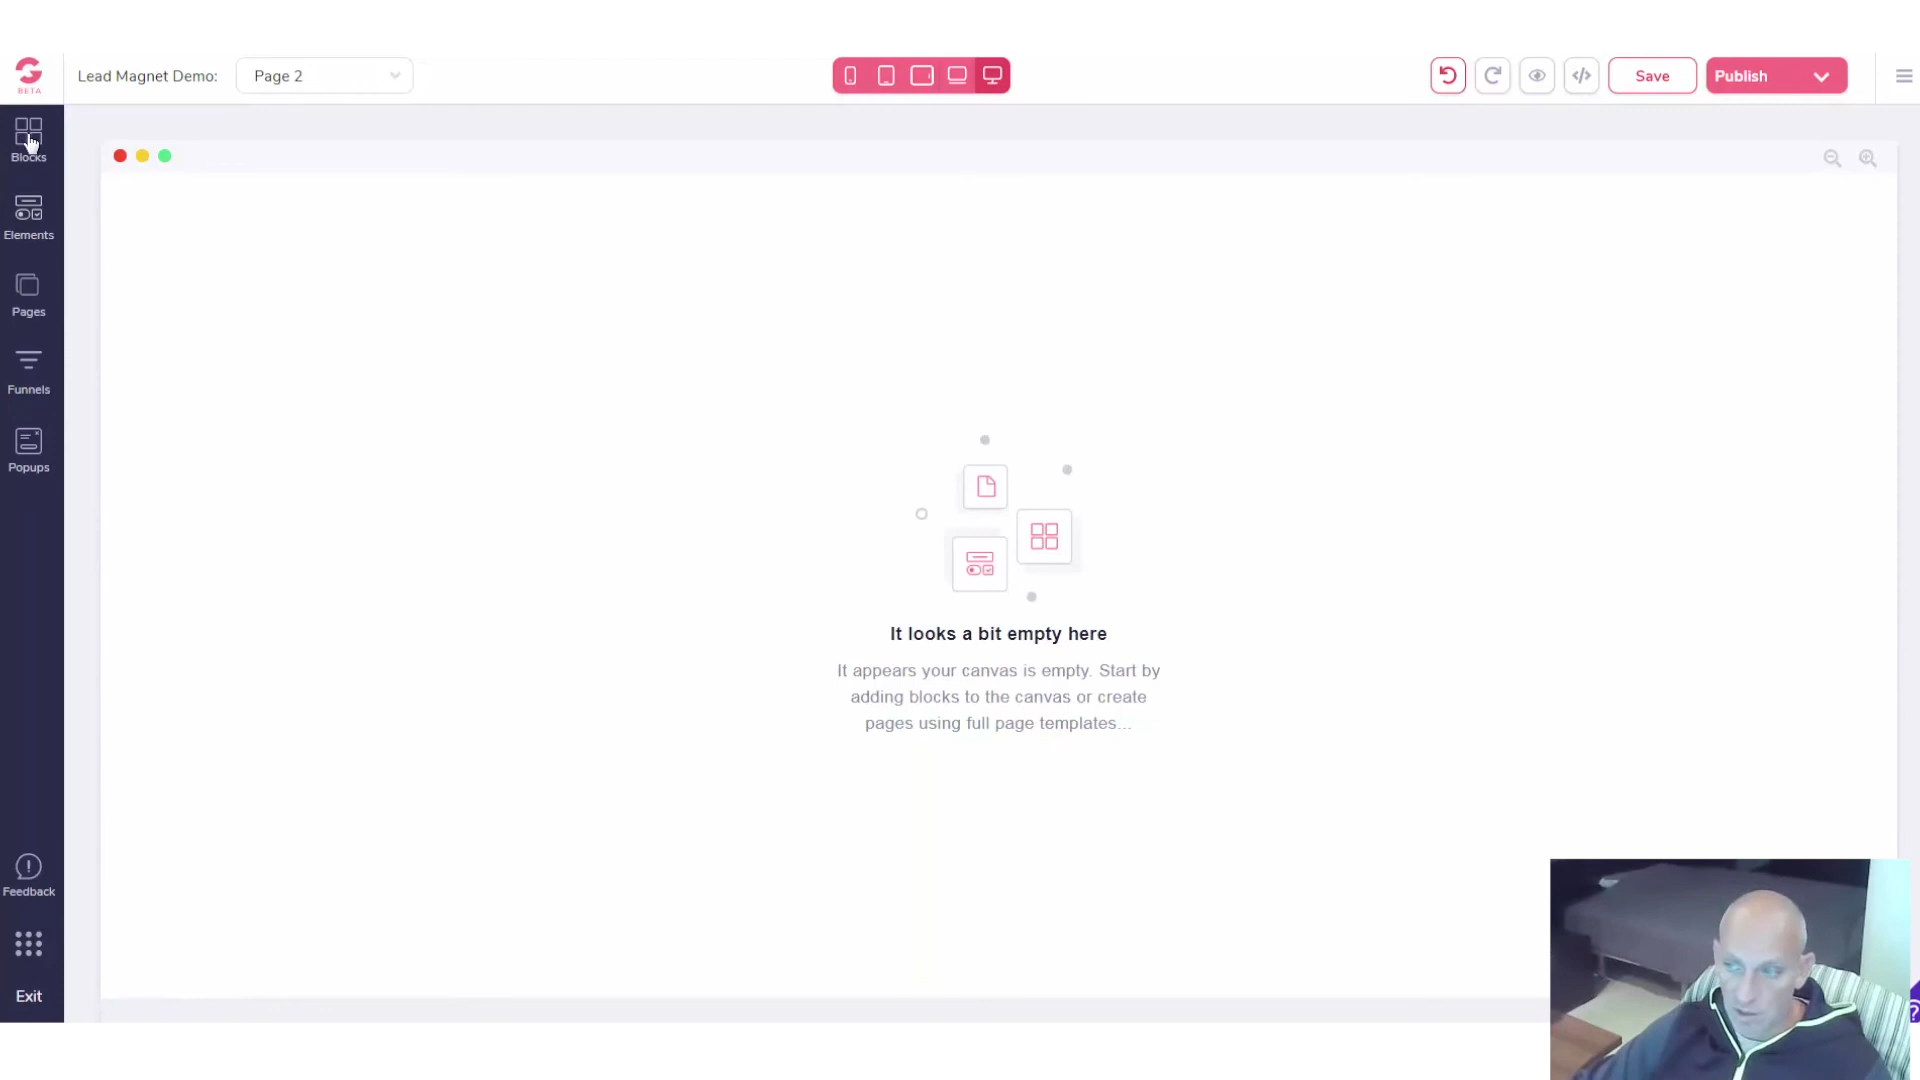 BETA
Lead Magnet Demo:
Page 2
Save
Publish
Blocks
Elements
Pages
Funnels
Popups
It looks a bit empty here
It appears your canvas is empty. Start by
adding blocks to the canvas or create
pages using full page templates...
Feedback
Exit
?